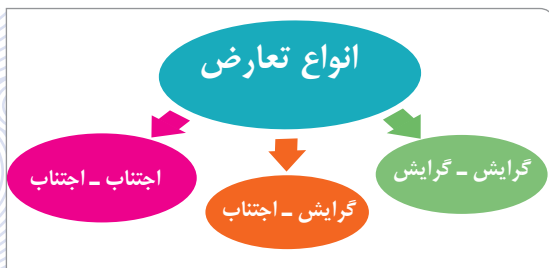 انواع تعارض
گرایش ـ گرایش
گرایش ـ اجتناب
اجتناب ـ اجتناب